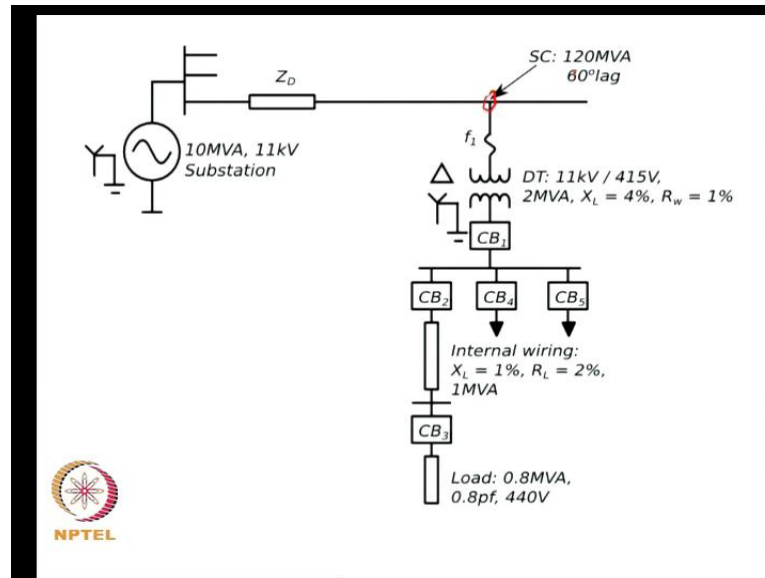 SC: 120MVA
60°lag
Z_D
10MVA, 11kV
Substation
f_1
DT: 11kV / 415V,
2MVA, X_L = 4%, R_w = 1%
CB_1
CB_2
CB_4
CB_5
Internal wiring:
X_L = 1%, R_L = 2%,
1MVA
CB_3
Load: 0.8MVA,
0.8pf, 440V
NPTEL